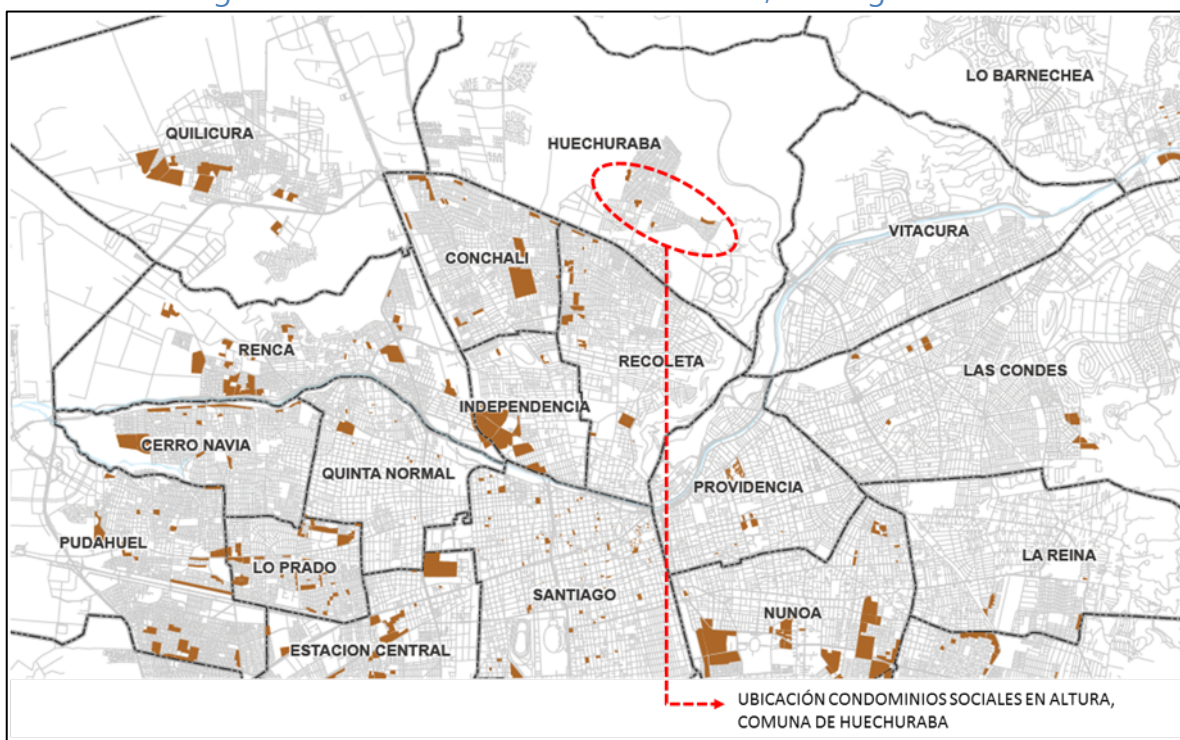 LO BARNECHEA
QUILICURA
HUECHURABA
VITACURA
CONCHALI
RENCA
RECOLETA
LAS CONDES
INDEPENDENCIA
CERRO NAVIA
QUINTA NORMAL
PROVIDENCIA
PUDAHUEL
LO PRADO
LA REINA
SANTIAGO
NUNOA
ESTACION CENTRAL
UBICACIÓN CONDOMINIOS SOCIALES EN ALTURA,
COMUNA DE HUECHURABA